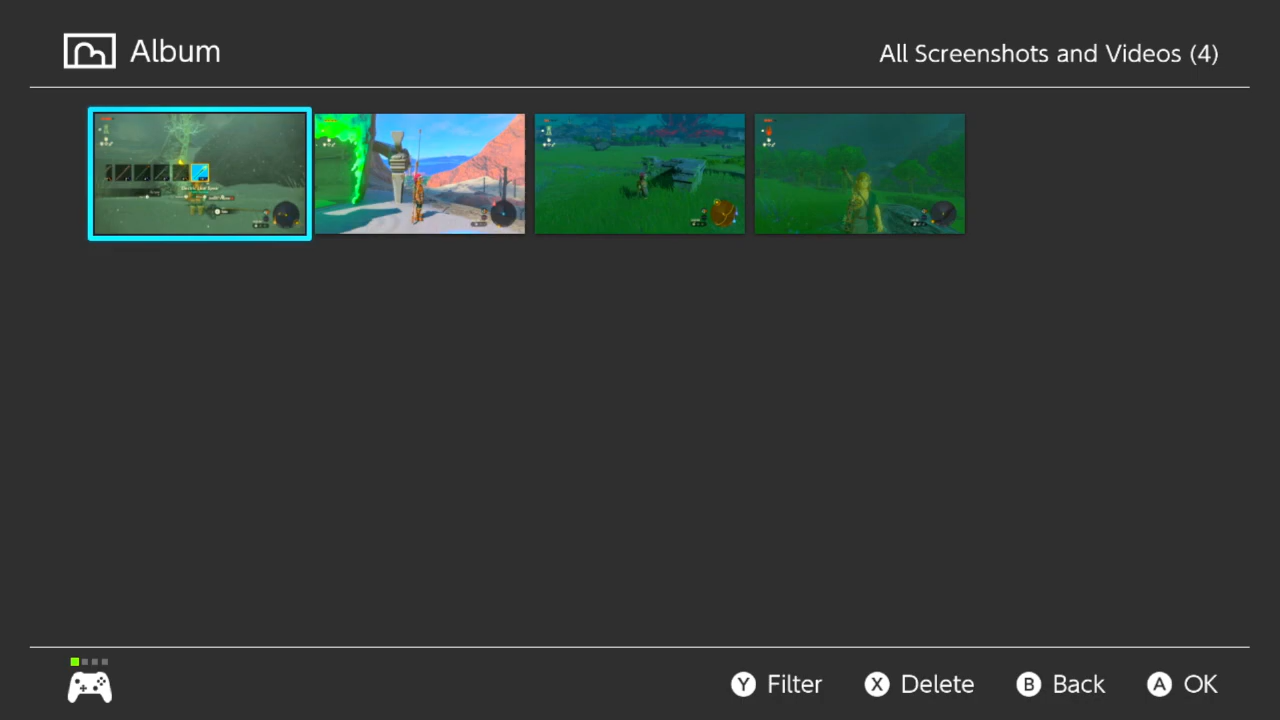 Album
All Screenshots and Videos (4)
Y Filter
X Delete
B Back
A OK